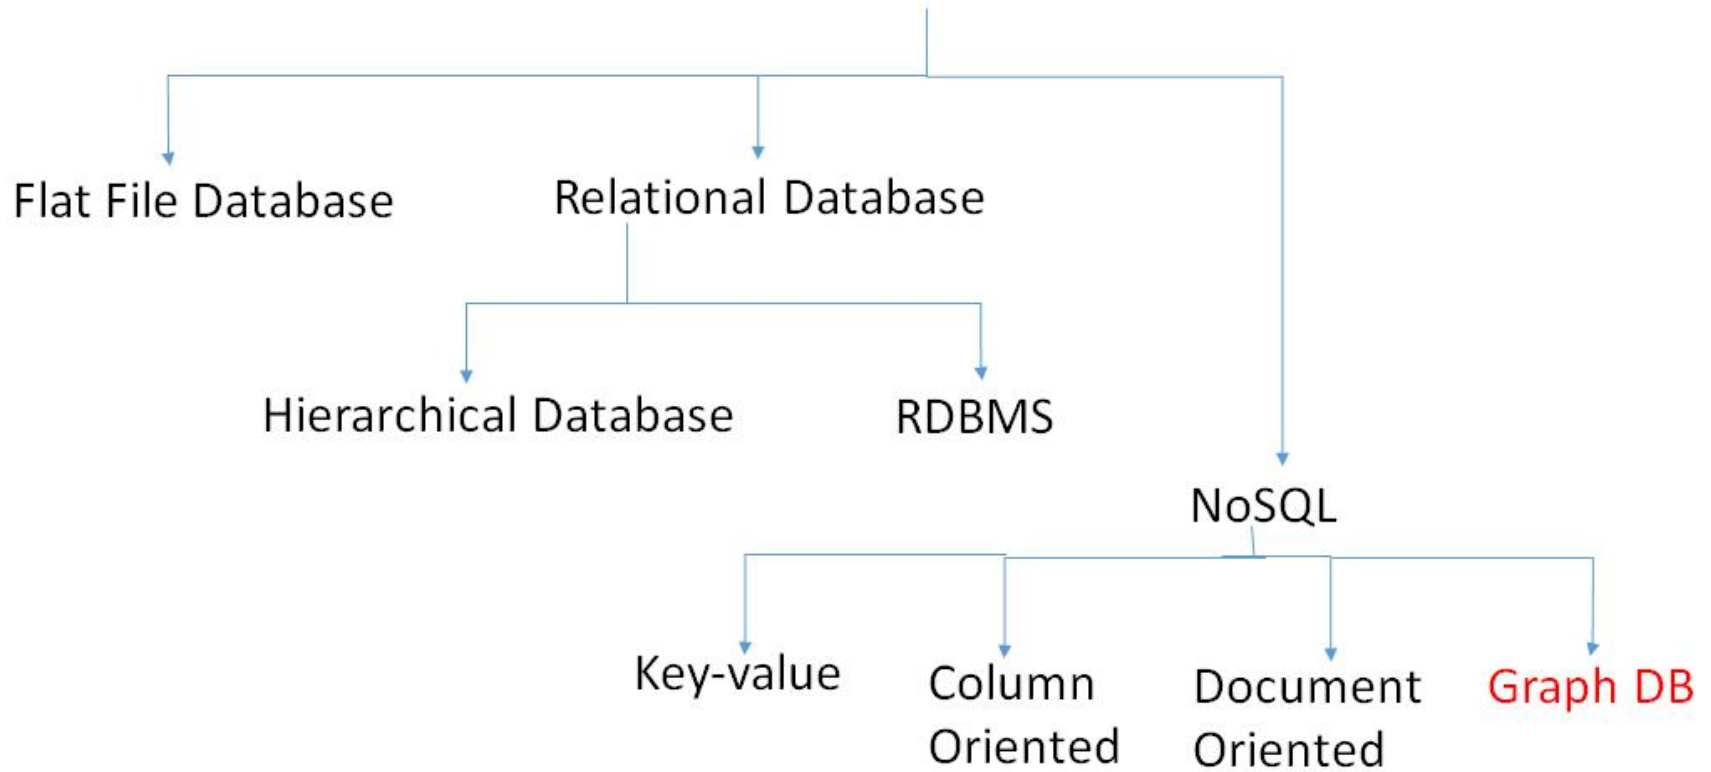 Flat File Database
Relational Database
Hierarchical Database
RDBMS
NoSQL
Key-value
Column
Oriented
Document
Oriented
Graph DB